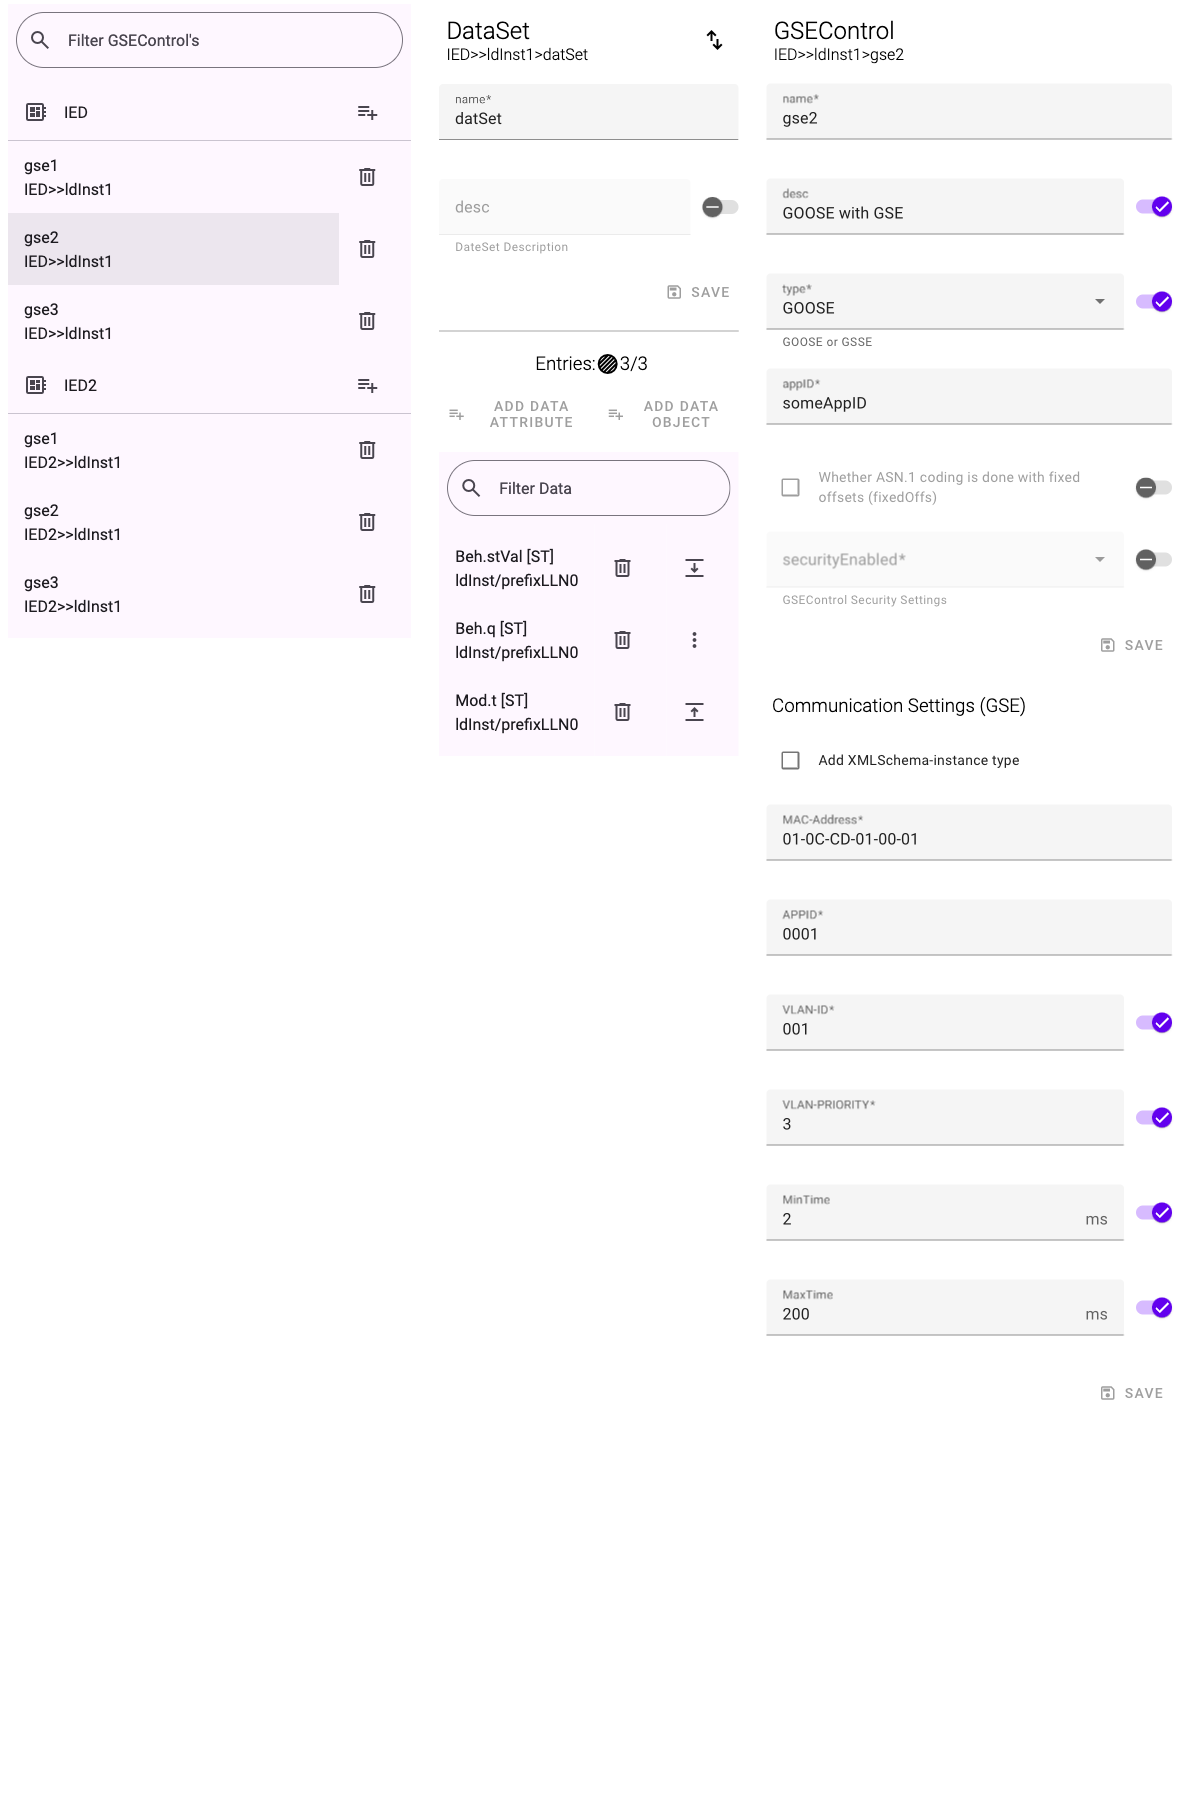 Filter GSEControl's
IED
gse1
IED>>ldInst1
gse2
IED>>ldInst1
gse3
IED>>ldInst1
IED2
gse1
IED2>>ldInst1
gse2
IED2>>ldInst1
gse3
IED2>>ldInst1
DataSet
IED>>ldInst1>datSet
name*
datSet
desc
DateSet Description
SAVE
Entries: 3/3
ADD DATA
ATTRIBUTE
ADD DATA
OBJECT
Filter Data
Beh.stVal [ST]
ldInst/prefixLLN0
Beh.q [ST]
ldInst/prefixLLN0
Mod.t [ST]
ldInst/prefixLLN0
GSEControl
IED>>ldInst1>gse2
name*
gse2
desc
GOOSE with GSE
type*
GOOSE
GOOSE or GSSE
appID*
someAppID
Whether ASN.1 coding is done with fixed
offsets (fixedOffs)
securityEnabled*
GSEControl Security Settings
SAVE
Communication Settings (GSE)
Add XMLSchema-instance type
MAC-Address*
01-0C-CD-01-00-01
APPID*
0001
VLAN-ID*
001
VLAN-PRIORITY*
3
MinTime
2 ms
MaxTime
200 ms
SAVE